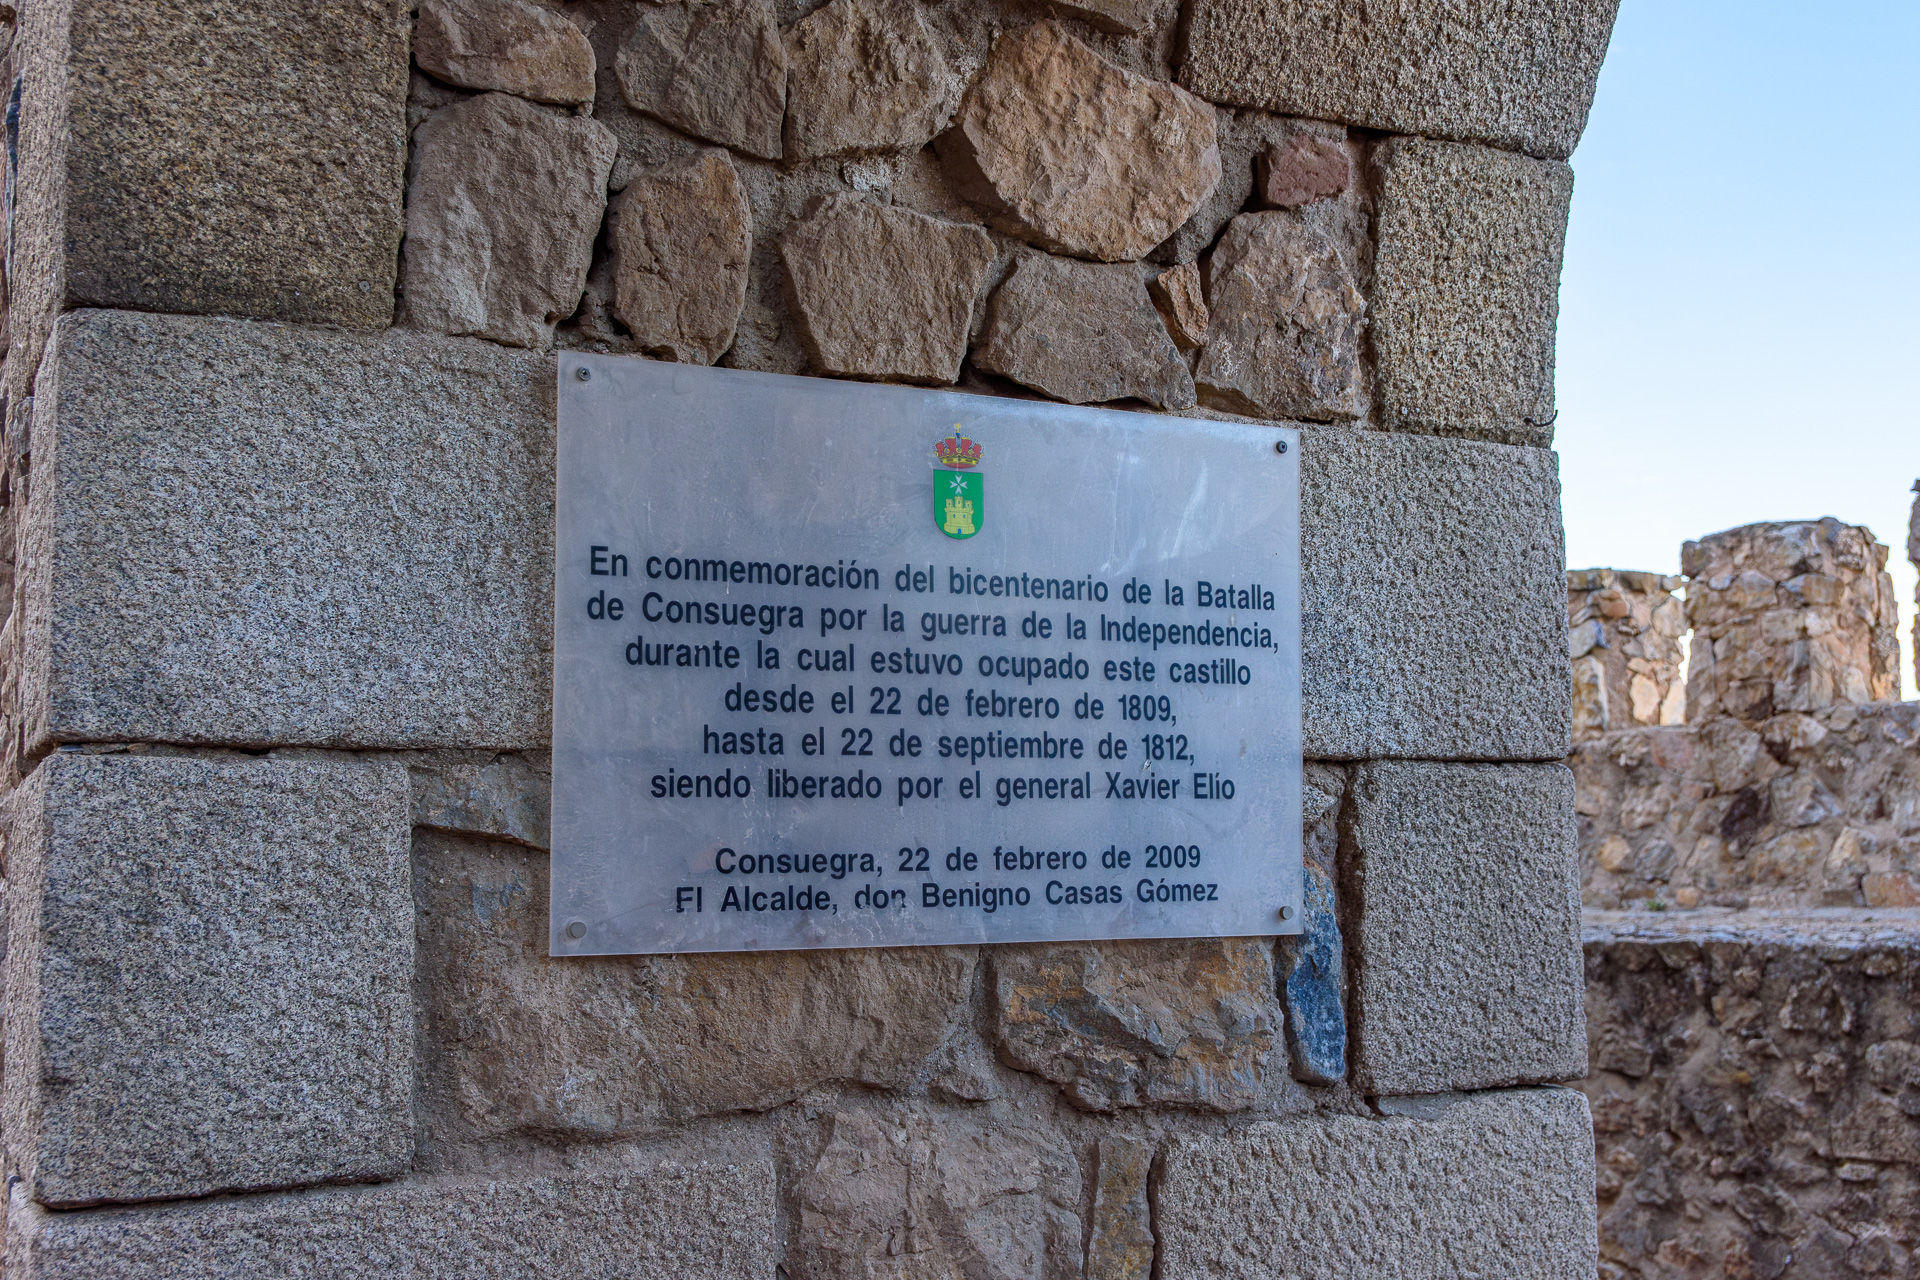 En conmemoración del bicentenario de la Batalla
de Consuegra por la guerra de la Independencia,
durante la cual estuvo ocupado este castillo
desde el 22 de febrero de 1809,
hasta el 22 de septiembre de 1812,
siendo liberado por el general Xavier Elío
Consuegra, 22 de febrero de 2009
El Alcalde, don Benigno Casas Gómez